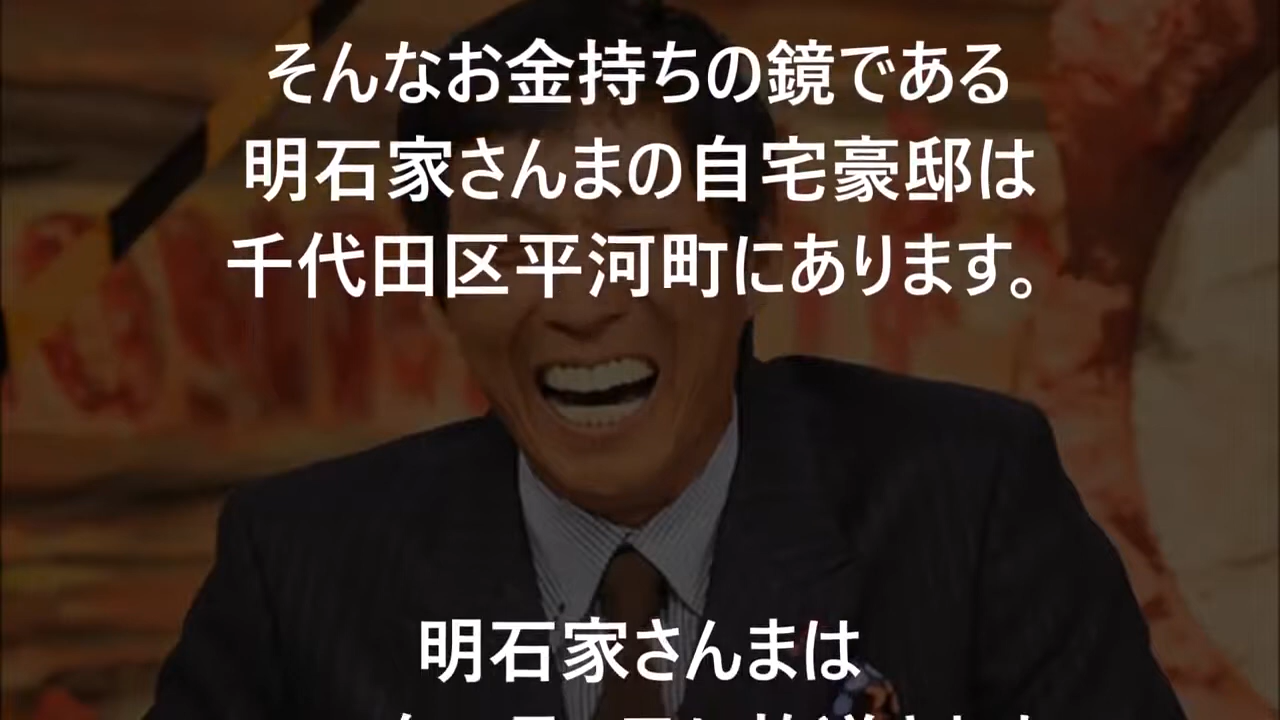 そんなお金持ちの鏡である
明石家さんまの自宅豪邸は
千代田区平河町にあります。
明石家さんまは